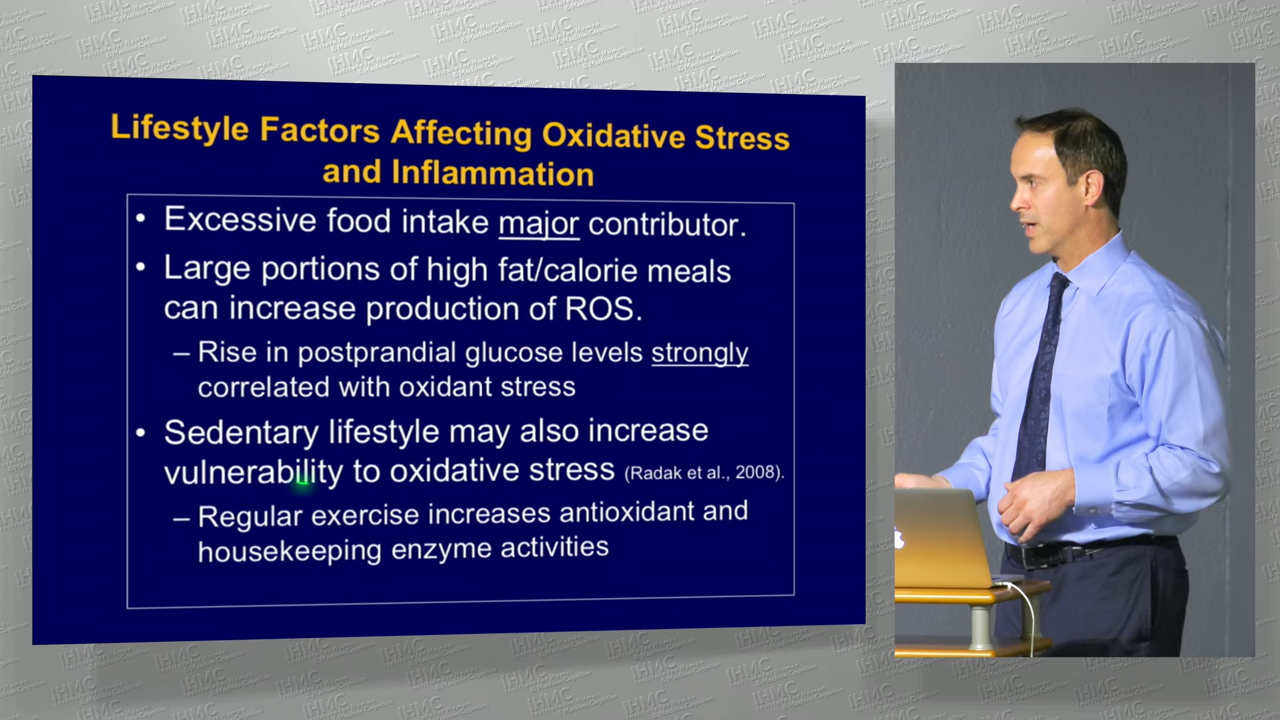 Lifestyle Factors Affecting Oxidative Stress
and Inflammation
• Excessive food intake major contributor.
• Large portions of high fat/calorie meals
can increase production of ROS.
– Rise in postprandial glucose levels strongly
correlated with oxidant stress
• Sedentary lifestyle may also increase
vulnerability to oxidative stress (Radak et al., 2008).
– Regular exercise increases antioxidant and
housekeeping enzyme activities
IHMC